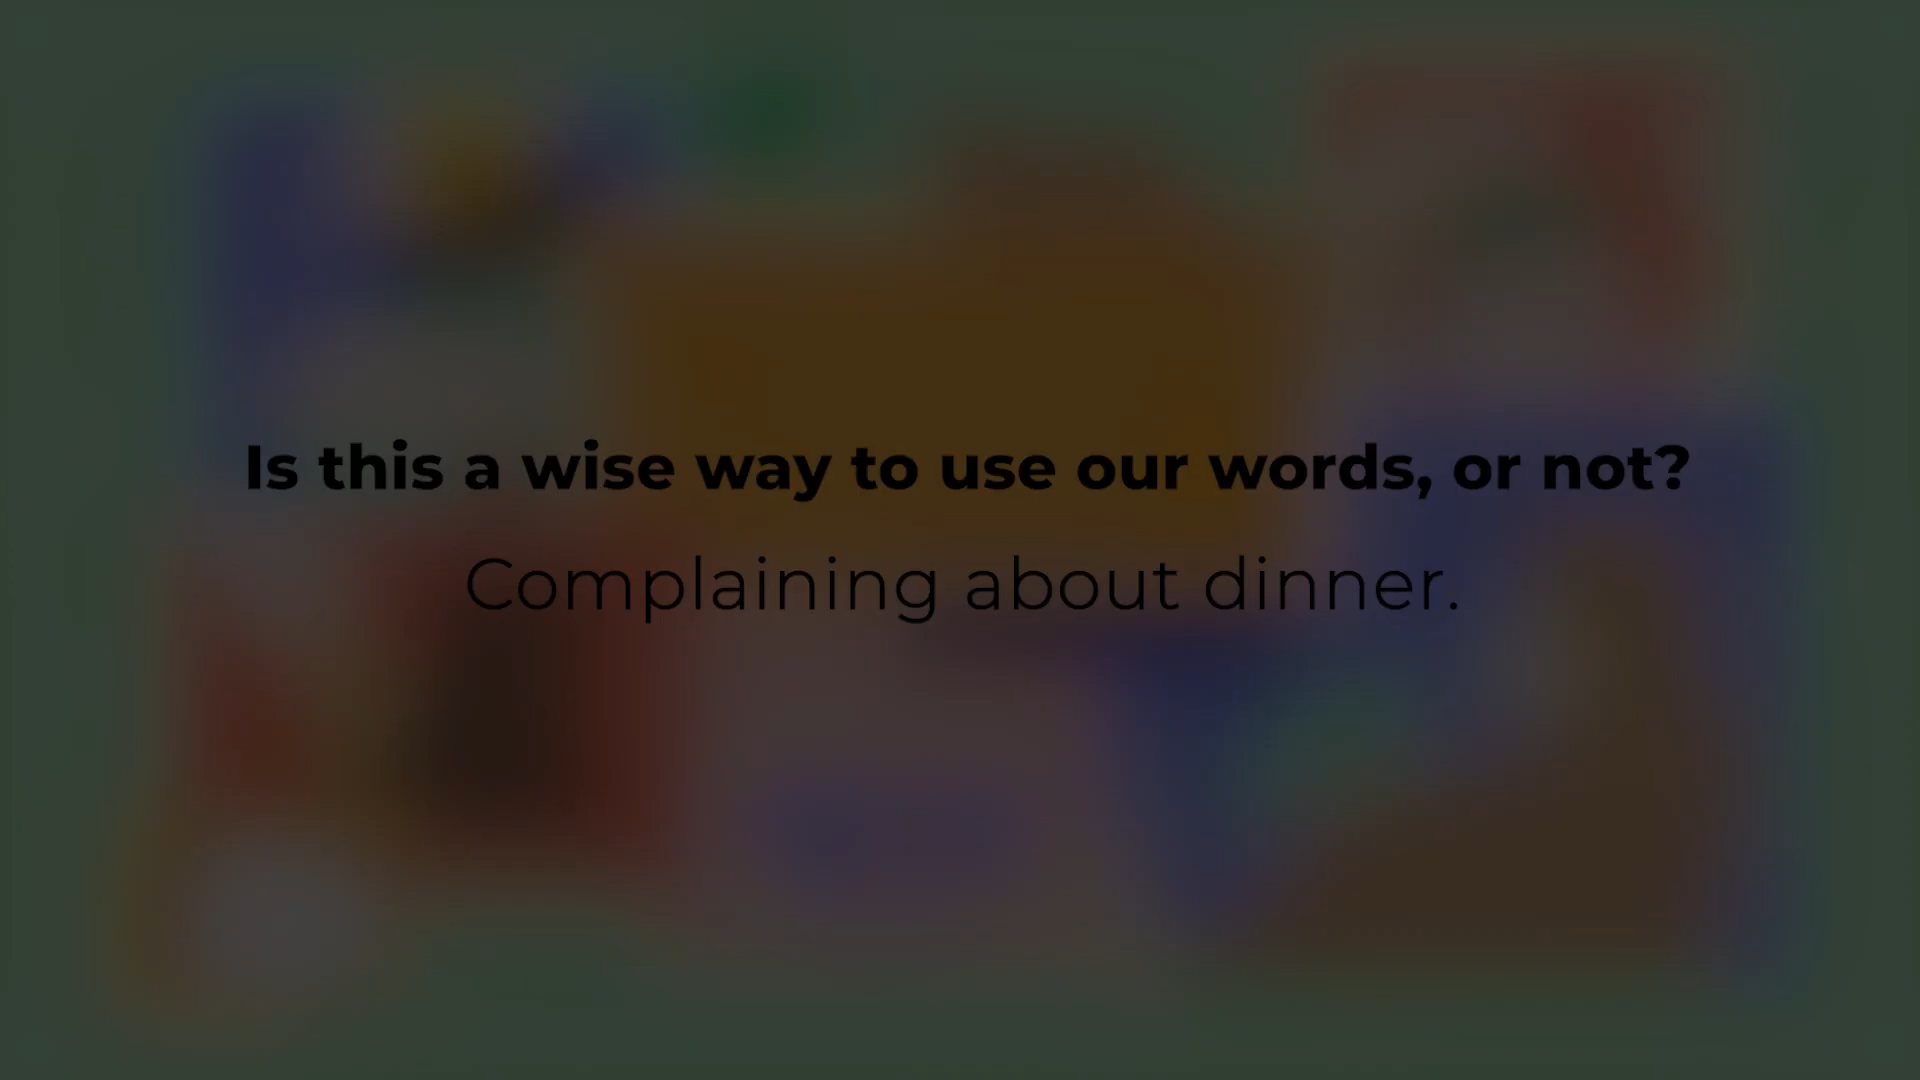 Is this a wise way to use our words, or not?
Complaining about dinner.